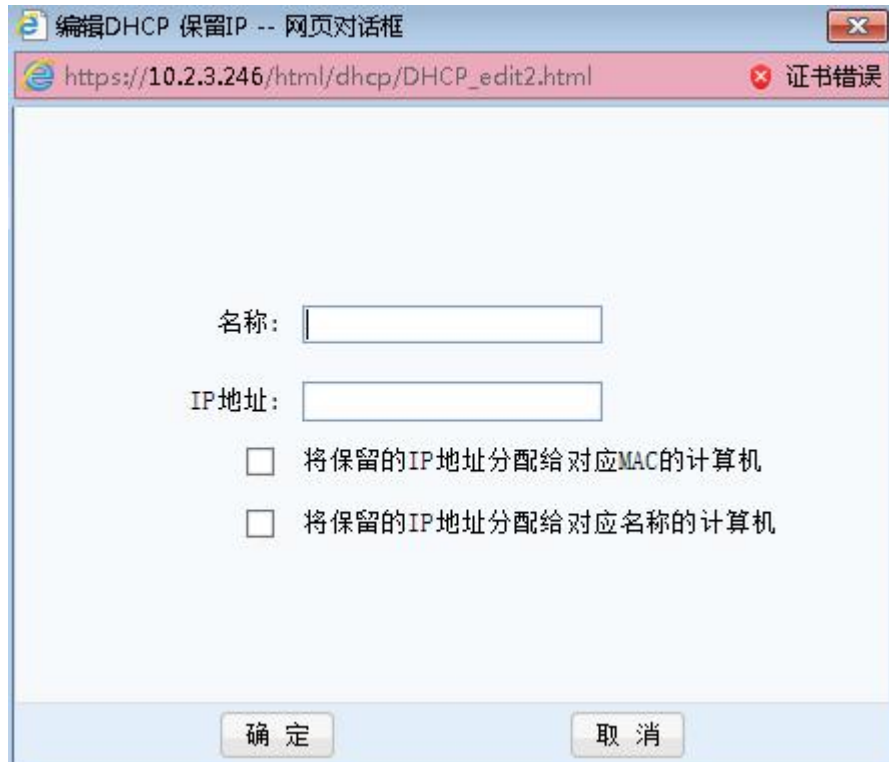 编辑DHCP 保留IP -- 网页对话框
https://10.2.3.246/html/dhcp/DHCP_edit2.html 证书错误
名称:
IP地址:
将保留的IP地址分配给对应MAC的计算机
将保留的IP地址分配给对应名称的计算机
确 定 取 消